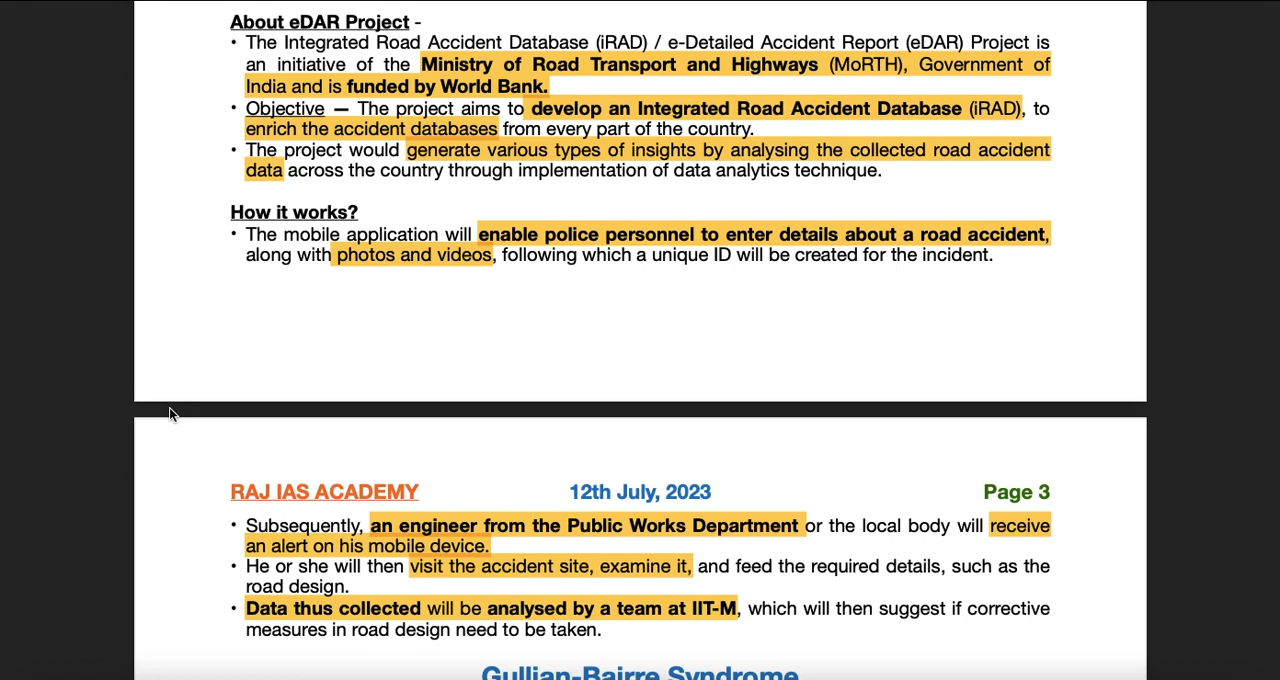 About eDAR Project -
• The Integrated Road Accident Database (iRAD) / e-Detailed Accident Report (eDAR) Project is
an initiative of the Ministry of Road Transport and Highways (MoRTH), Government of
India and is funded by World Bank.
• Objective — The project aims to develop an Integrated Road Accident Database (iRAD), to
enrich the accident databases from every part of the country.
• The project would generate various types of insights by analysing the collected road accident
data across the country through implementation of data analytics technique.
How it works?
• The mobile application will enable police personnel to enter details about a road accident,
along with photos and videos, following which a unique ID will be created for the incident.
RAJ IAS ACADEMY 12th July, 2023 Page 3
• Subsequently, an engineer from the Public Works Department or the local body will receive
an alert on his mobile device.
• He or she will then visit the accident site, examine it, and feed the required details, such as the
road design.
• Data thus collected will be analysed by a team at IIT-M, which will then suggest if corrective
measures in road design need to be taken.
Gullian-Bairre Syndrome